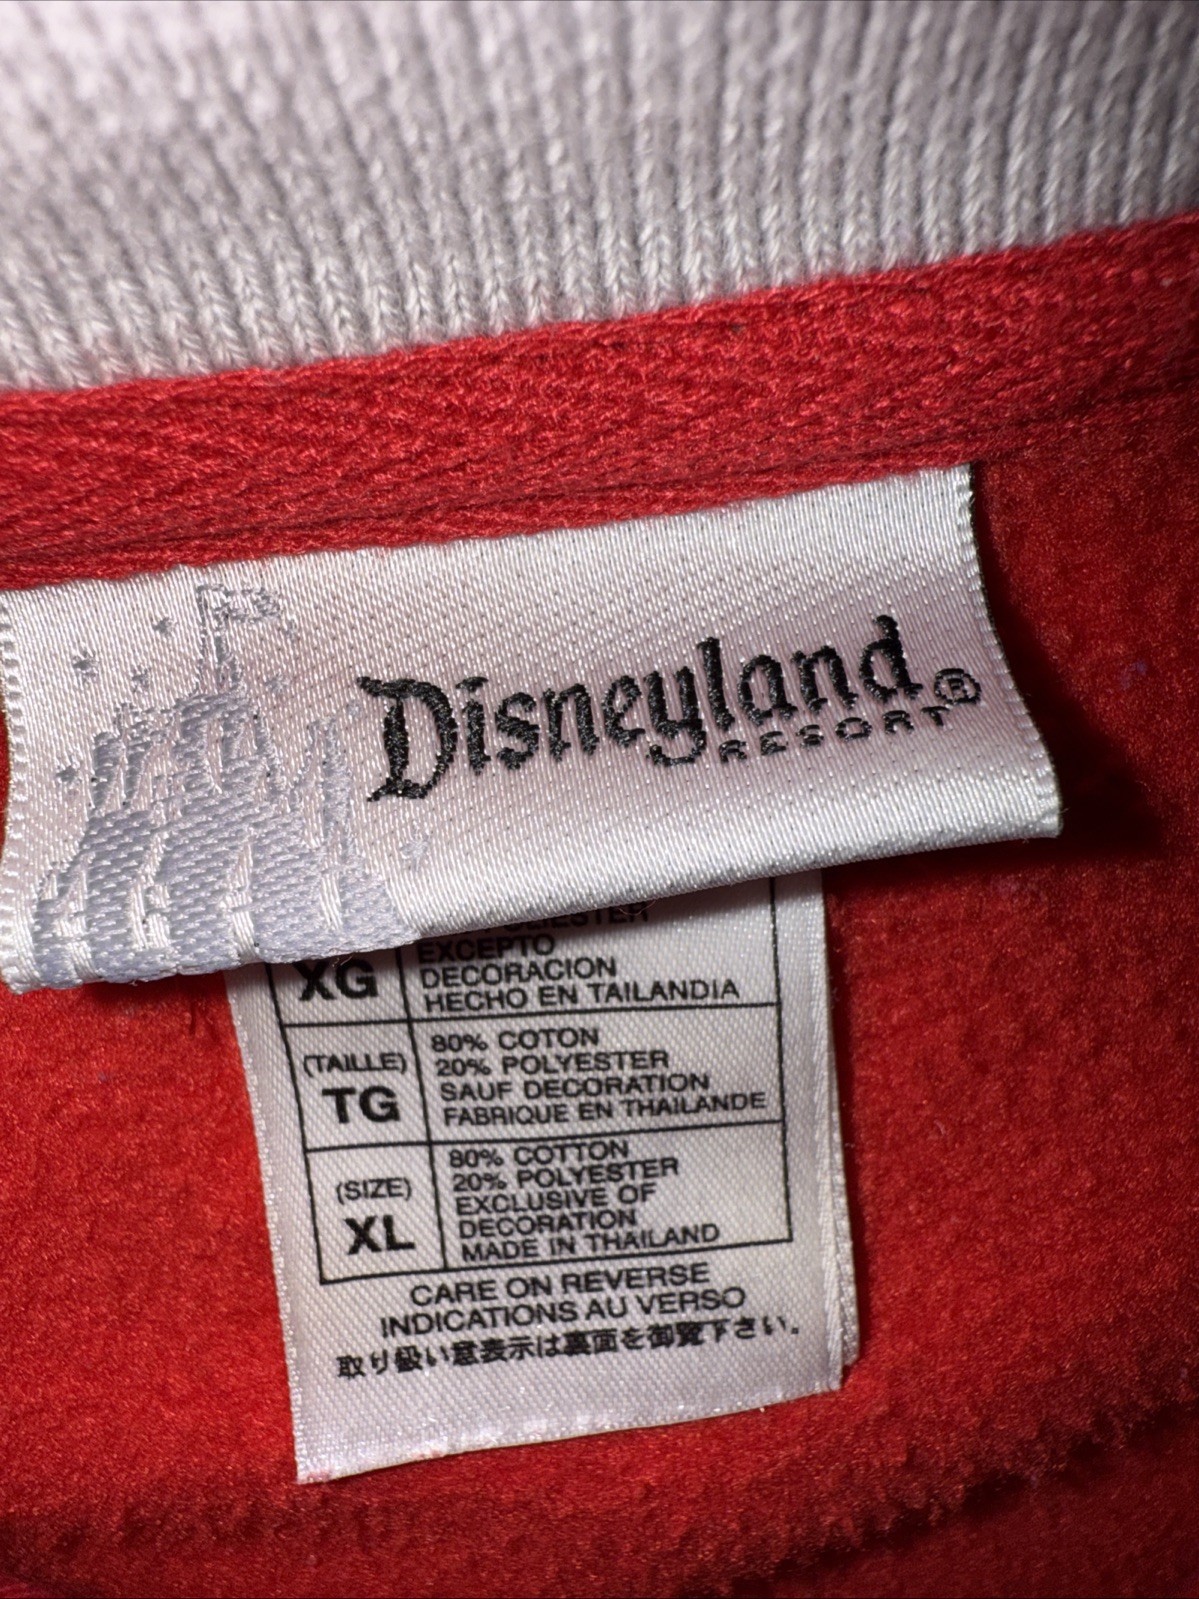 Disneyland®
RESORT
POLIESTER
EXCEPTO
XG
DECORACION
HECHO EN TAILANDIA
80% COTON
(TAILLE)
20% POLYESTER
TG
SAUF DECORATION
FABRIQUE EN THAILANDE
80% COTTON
(SIZE)
20% POLYESTER
XL
EXCLUSIVE OF
DECORATION
MADE IN THAILAND
CARE ON REVERSE
INDICATIONS AU VERSO
取り扱い意表示は裏面を御覧下さい。